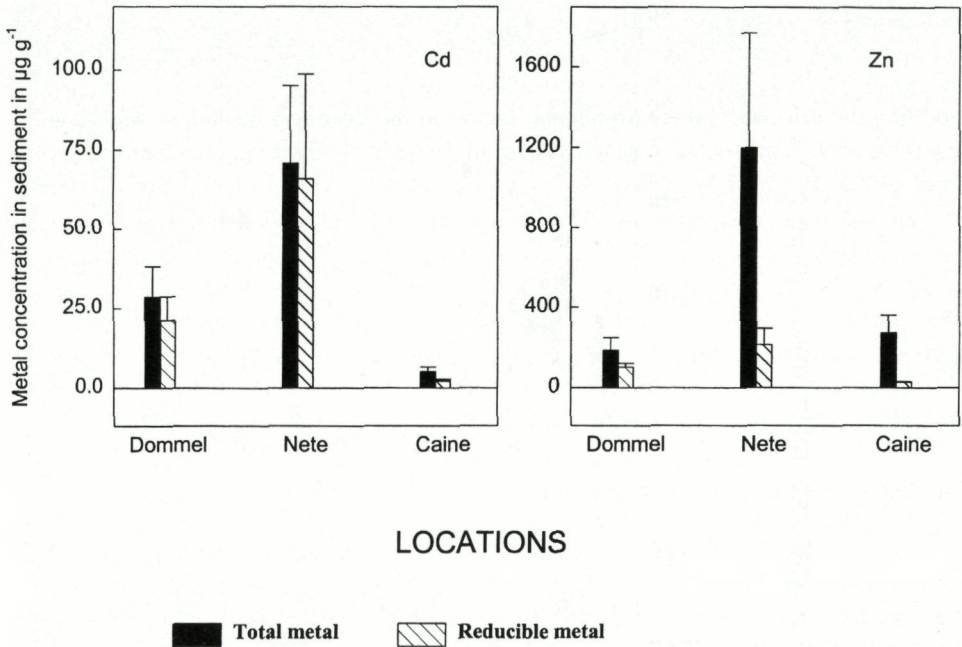 Metal concentration in sediment in µg g-1
Cd
100.0
75.0
50.0
25.0
0.0
Dommel Nete Caine
Zn
1600
1200
800
400
0
Dommel Nete Caine
LOCATIONS
Total metal Reducible metal